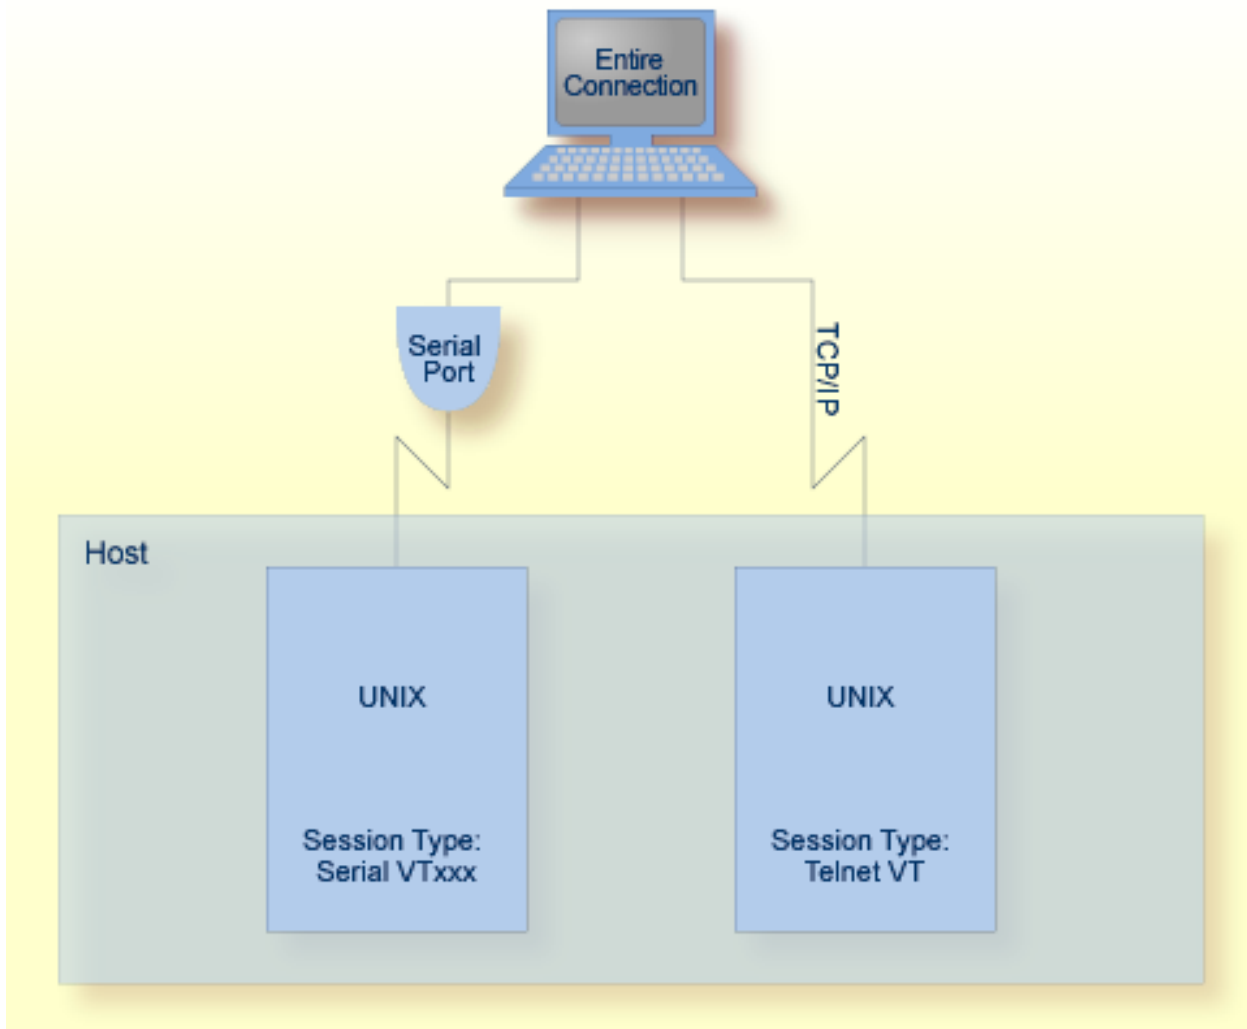 Entire
Connection
Serial
Port
TCP/IP
Host
UNIX
Session Type:
Serial VTxxx
UNIX
Session Type:
Telnet VT